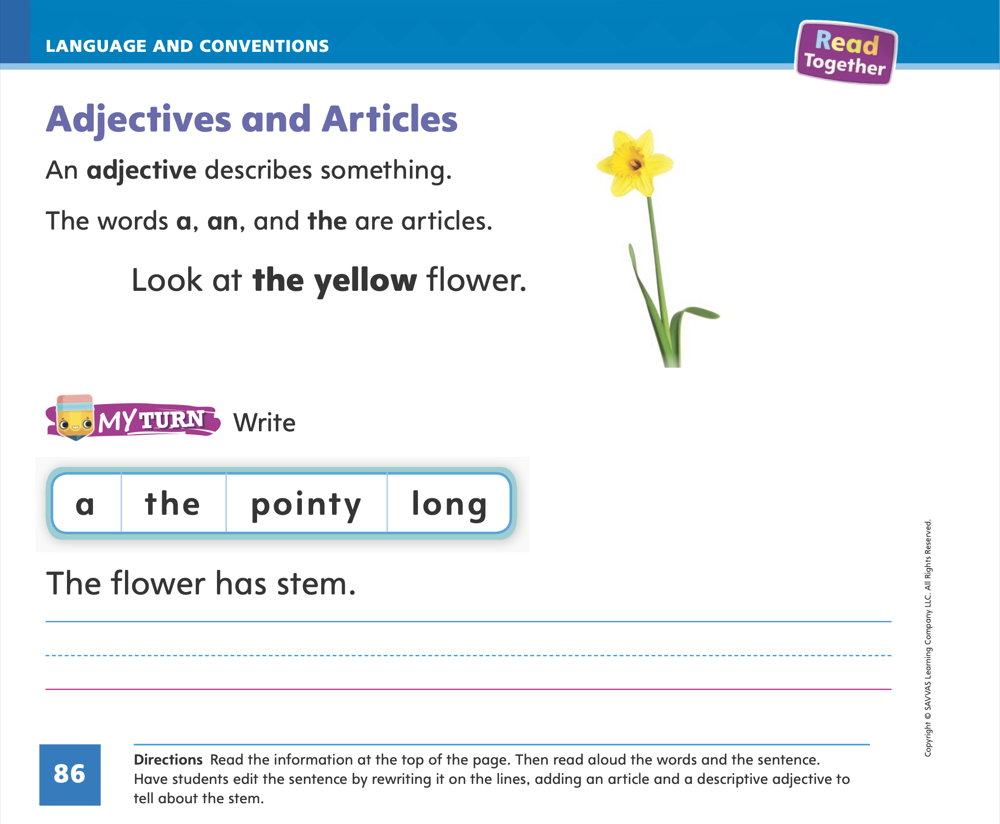 LANGUAGE AND CONVENTIONS
Read
Together
Adjectives and Articles
An adjective describes something.
The words a, an, and the are articles.
Look at the yellow flower.
MY TURN Write
a the pointy long
The flower has stem.
86
Directions Read the information at the top of the page. Then read aloud the words and the sentence.
Have students edit the sentence by rewriting it on the lines, adding an article and a descriptive adjective to
tell about the stem.
Copyright © SAVVAS Learning Company LLC. All Rights Reserved.